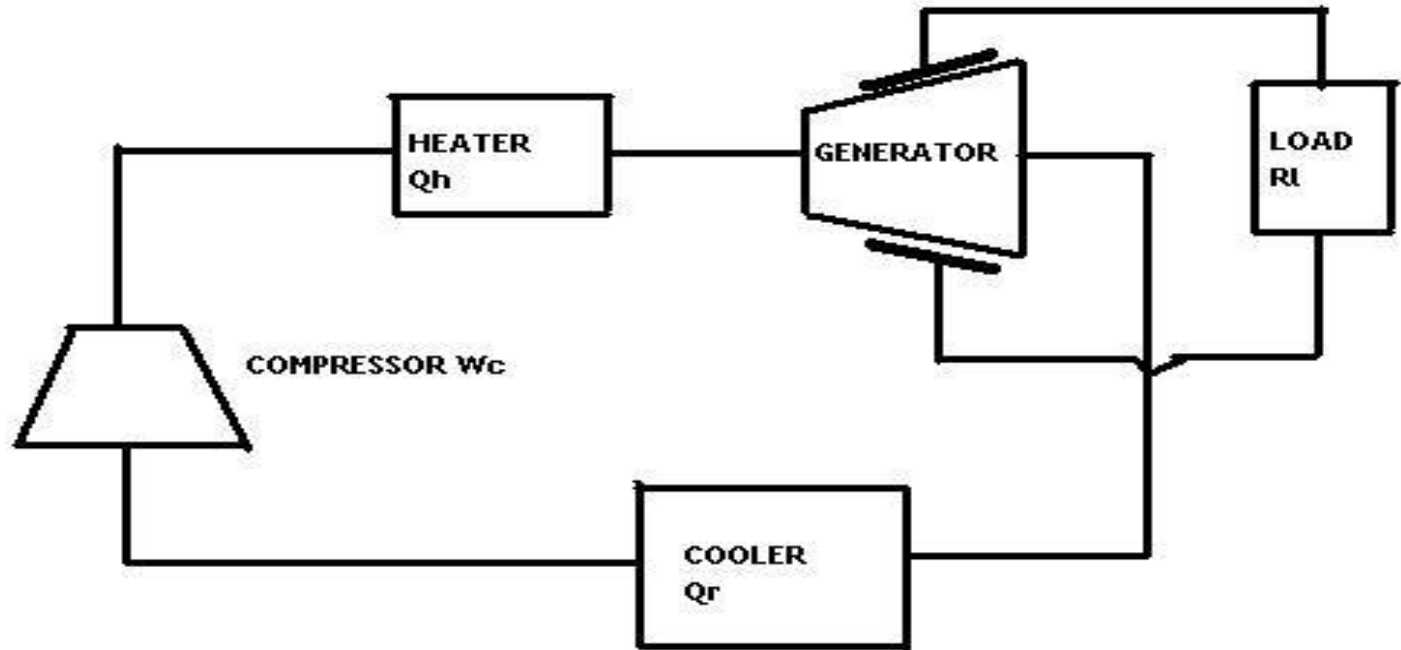 HEATER
Qh
GENERATOR
LOAD
Rl
COMPRESSOR Wc
COOLER
Qr